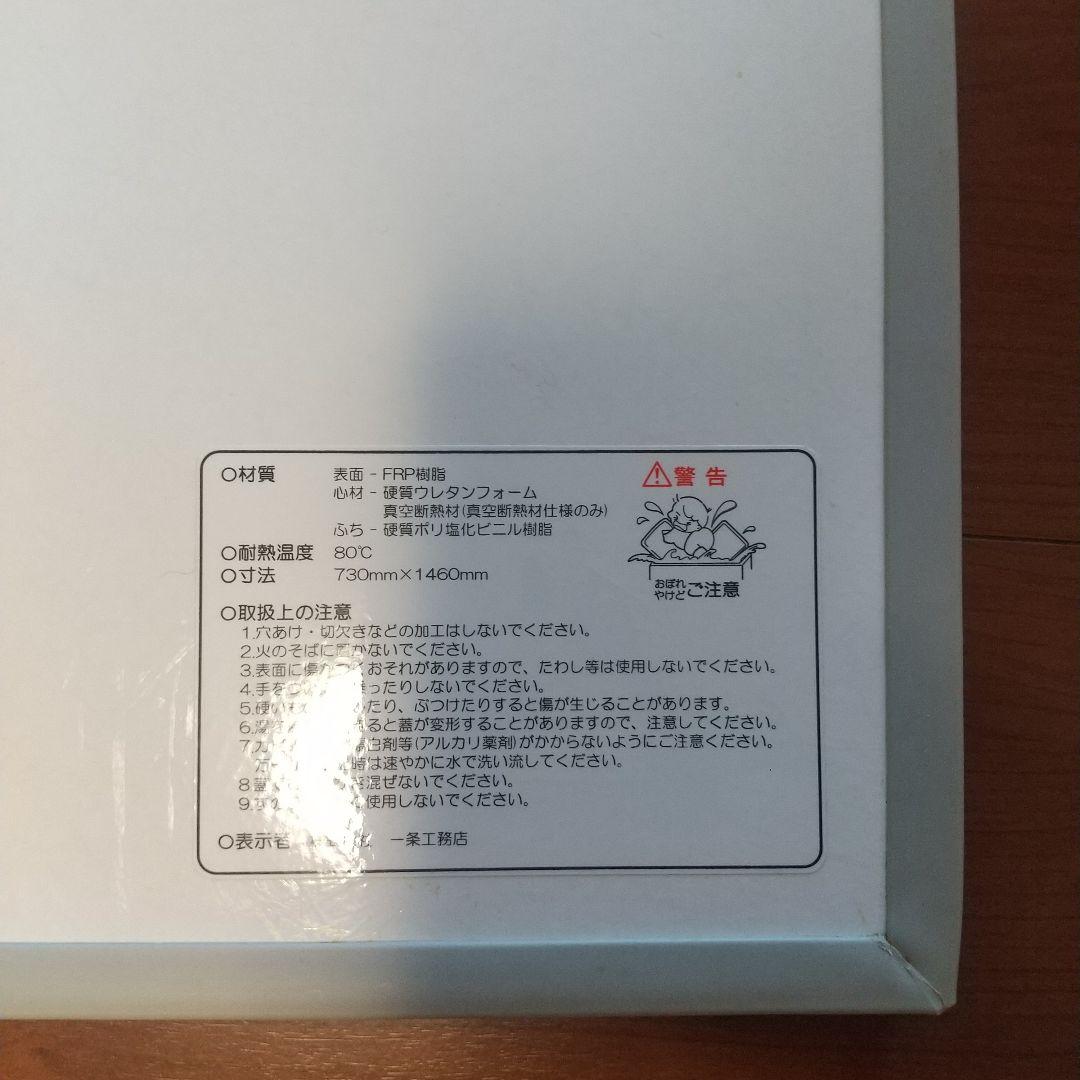 ○材質 表面 - FRP樹脂
心材 - 硬質ウレタンフォーム
真空断熱材(真空断熱材仕様のみ)
ふち - 硬質ポリ塩化ビニル樹脂
○耐熱温度 80℃
○寸法 730mm×1460mm
⚠警告
おぼれ
やけど
ご注意
○取扱上の注意
1.穴あけ・切欠きなどの加工はしないでください。
2.火のそばに置かないでください。
3.表面に傷がつくおそれがありますので、たわし等は使用しないでください。
4.手を ったりしないでください。
5.硬い たり、ぶつけたりすると傷が生じることがあります。
6. ると蓋が変形することがありますので、注意してください。
7. 白剤等(アルカリ薬剤)がかからないようにご注意ください。
時は速やかに水で洗い流してください。
8 蓋 を混ぜないでください。
9. 使用しないでください。
○表示者 一条工務店